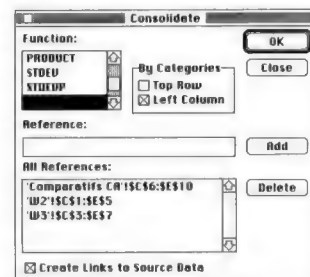 Consolidate
Function:
PRODUCT
STDEV
STDEVP
By Categories
Top Row
Left Column
OK
Close
Reference:
Add
All References:
'Comparatifs CA'!$C$6:$E$10
'W2'!$C$1:$E$5
'W3'!$C$3:$E$7
Delete
Create Links to Source Data